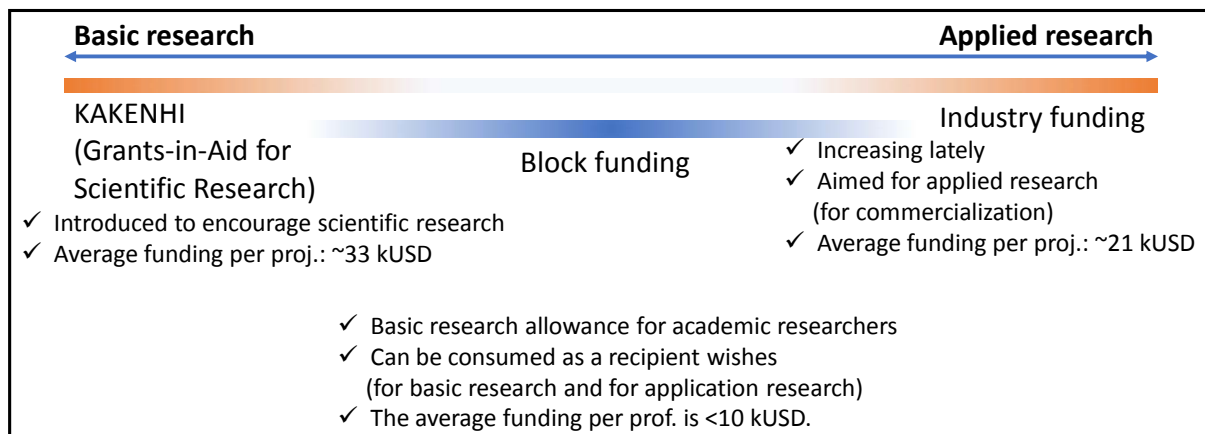 Basic research
Applied research
KAKENHI
(Grants-in-Aid for
Scientific Research)
✓ Introduced to encourage scientific research
✓ Average funding per proj.: ~33 kUSD
Block funding
Industry funding
✓ Increasing lately
✓ Aimed for applied research
(for commercialization)
✓ Average funding per proj.: ~21 kUSD
✓ Basic research allowance for academic researchers
✓ Can be consumed as a recipient wishes
(for basic research and for application research)
✓ The average funding per prof. is <10 kUSD.